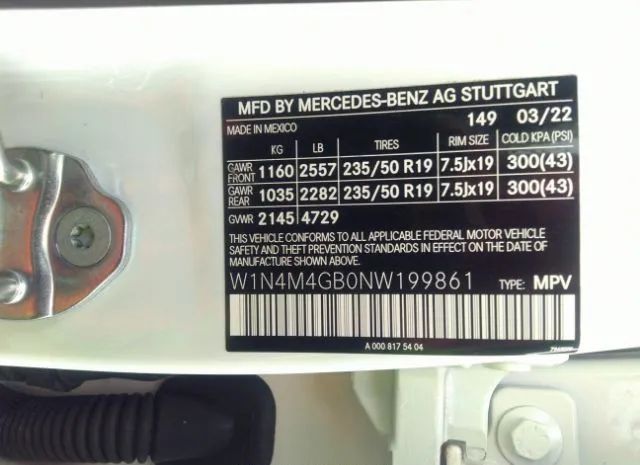 MFD BY MERCEDES-BENZ AG STUTTGART
149 03/22
MADE IN MEXICO
KG LB TIRES RIM SIZE COLD KPA (PSI)
GAWR FRONT 1160 2557 235/50 R19 7.5Jx19 300(43)
GAWR REAR 1035 2282 235/50 R19 7.5Jx19 300(43)
GVWR 2145 4729
THIS VEHICLE CONFORMS TO ALL APPLICABLE FEDERAL MOTOR VEHICLE
SAFETY AND THEFT PREVENTION STANDARDS IN EFFECT ON THE DATE
OF MANUFACTURE SHOWN ABOVE.
W1N4M4GB0NW199861 TYPE: MPV
A 000 817 54 04